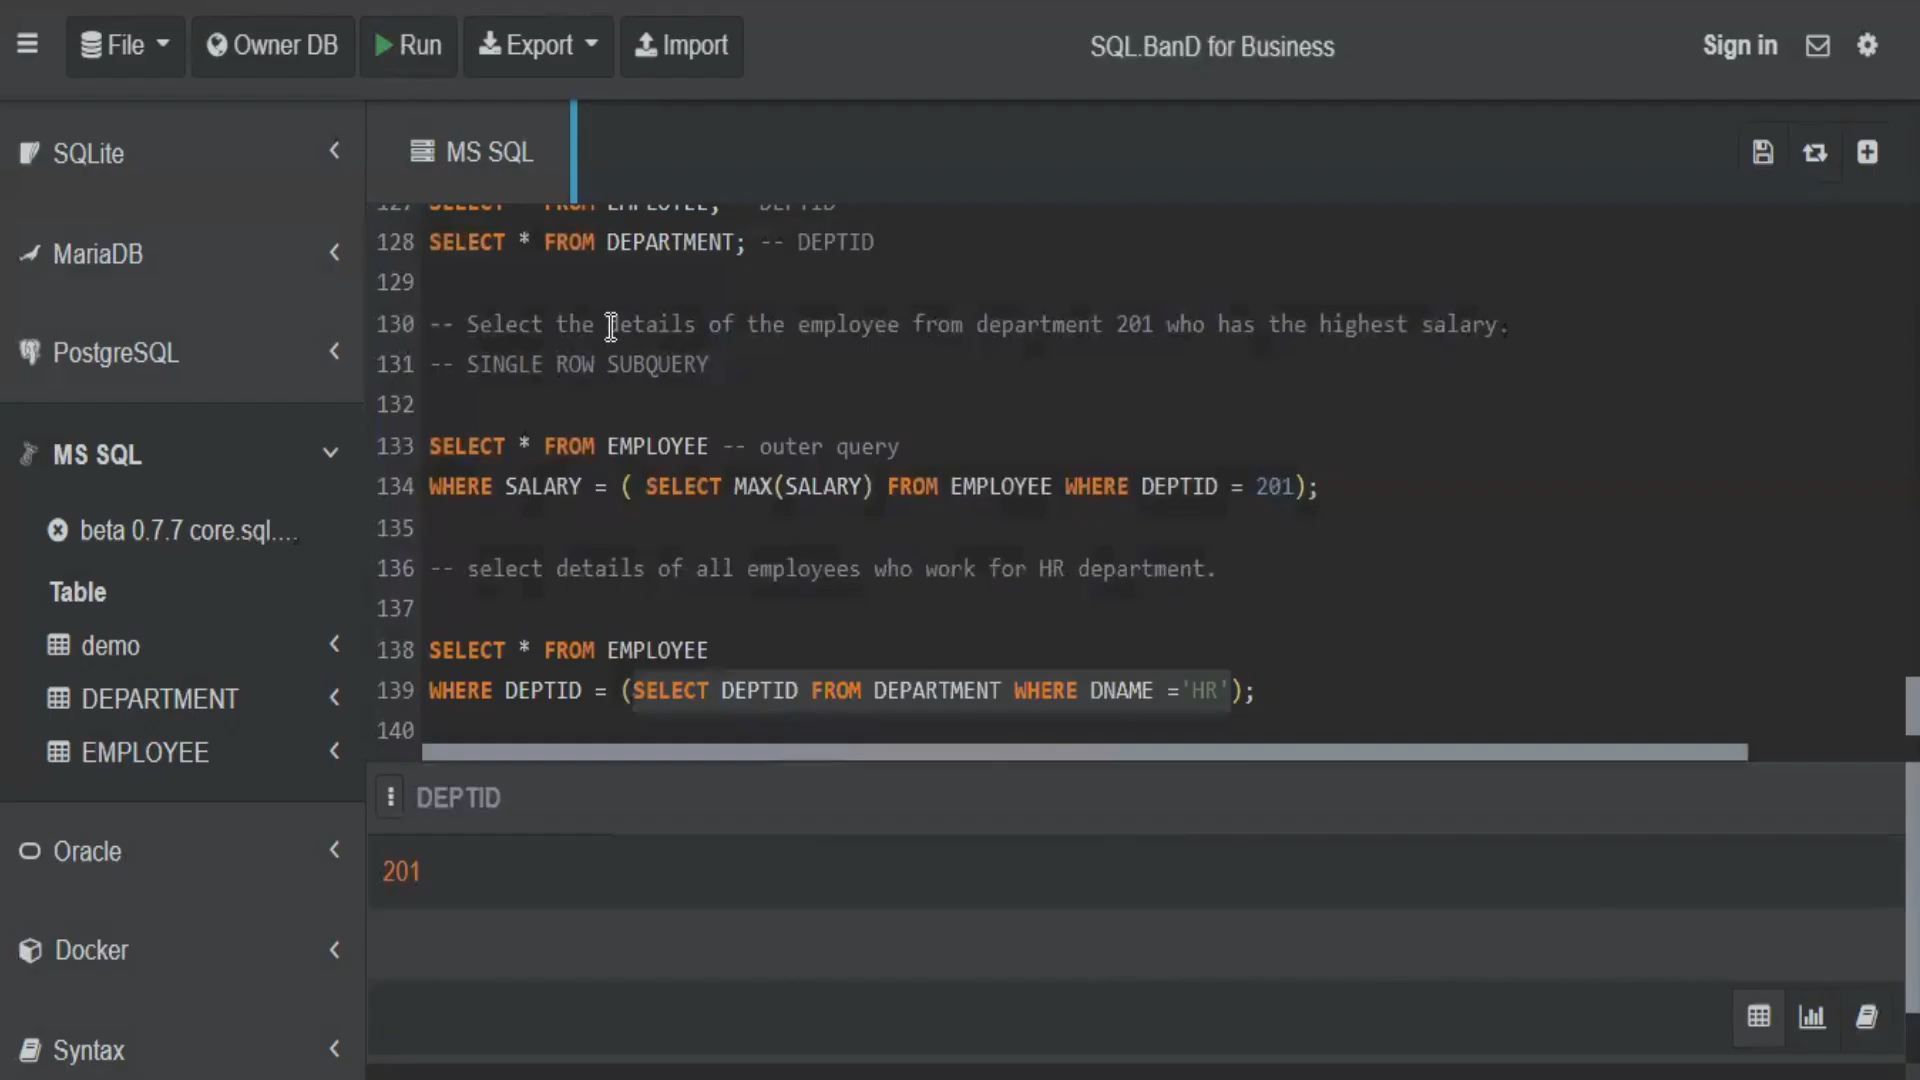 File
Owner DB
Run
Export
Import
SQL.BanD for Business
Sign in
SQLite
MariaDB
PostgreSQL
MS SQL
beta 0.7.7 core.sql....
Table
demo
DEPARTMENT
EMPLOYEE
Oracle
Docker
Syntax
MS SQL
127 SELECT * FROM EMPLOYEE; -- DEPTID
128 SELECT * FROM DEPARTMENT; -- DEPTID
129
130 -- Select the details of the employee from department 201 who has the highest salary.
131 -- SINGLE ROW SUBQUERY
132
133 SELECT * FROM EMPLOYEE -- outer query
134 WHERE SALARY = ( SELECT MAX(SALARY) FROM EMPLOYEE WHERE DEPTID = 201);
135
136 -- select details of all employees who work for HR department.
137
138 SELECT * FROM EMPLOYEE
139 WHERE DEPTID = (SELECT DEPTID FROM DEPARTMENT WHERE DNAME ='HR');
140
DEPTID
201